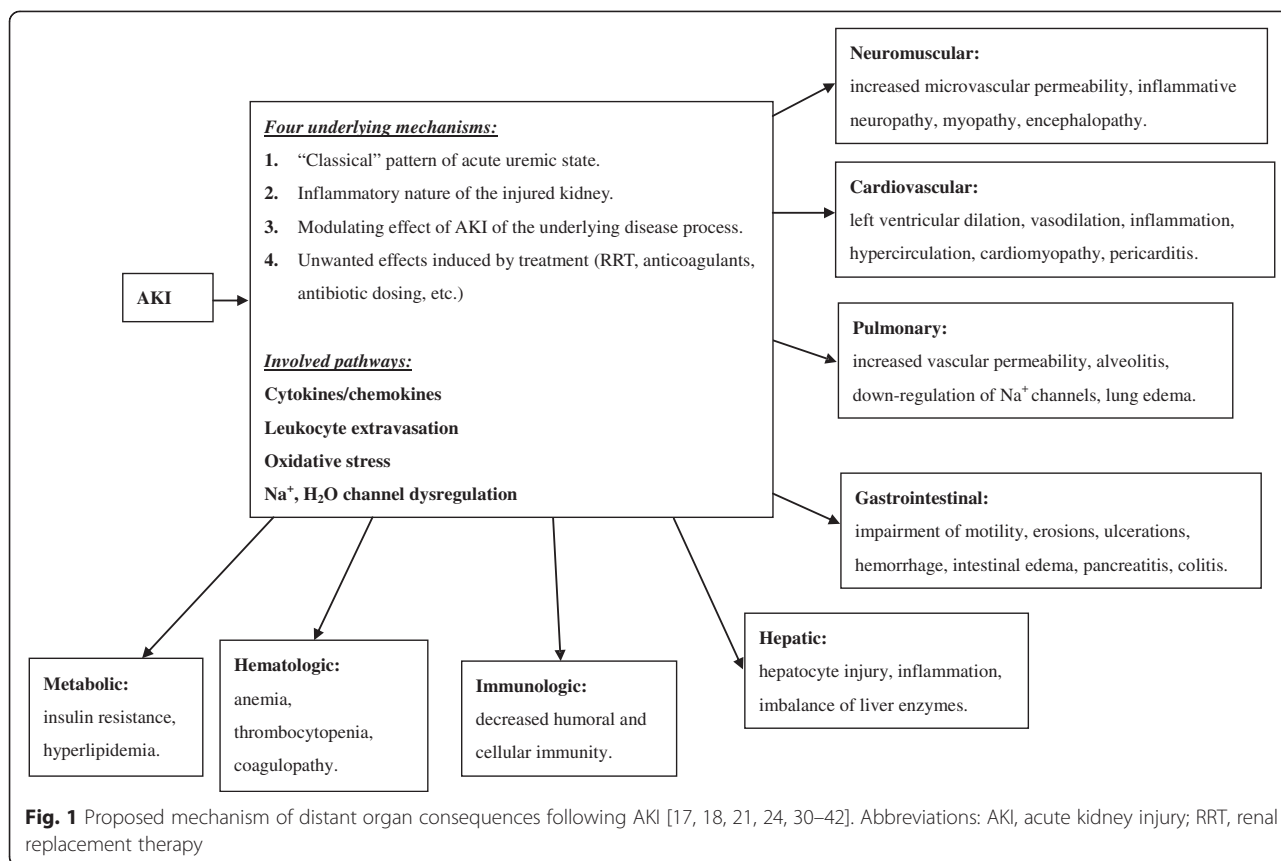 Neuromuscular:
increased microvascular permeability, inflammative
neuropathy, myopathy, encephalopathy.
Four underlying mechanisms:
1. “Classical” pattern of acute uremic state.
2. Inflammatory nature of the injured kidney.
3. Modulating effect of AKI of the underlying disease process.
4. Unwanted effects induced by treatment (RRT, anticoagulants,
antibiotic dosing, etc.)
Cardiovascular:
left ventricular dilation, vasodilation, inflammation,
hypercirculation, cardiomyopathy, pericarditis.
AKI
Pulmonary:
increased vascular permeability, alveolitis,
down-regulation of Na⁺ channels, lung edema.
Involved pathways:
Cytokines/chemokines
Leukocyte extravasation
Oxidative stress
Na⁺, H₂O channel dysregulation
Gastrointestinal:
impairment of motility, erosions, ulcerations,
hemorrhage, intestinal edema, pancreatitis, colitis.
Metabolic:
insulin resistance,
hyperlipidemia.
Hematologic:
anemia,
thrombocytopenia,
coagulopathy.
Immunologic:
decreased humoral and
cellular immunity.
Hepatic:
hepatocyte injury, inflammation,
imbalance of liver enzymes.
Fig. 1 Proposed mechanism of distant organ consequences following AKI [17, 18, 21, 24, 30–42]. Abbreviations: AKI, acute kidney injury; RRT, renal
replacement therapy